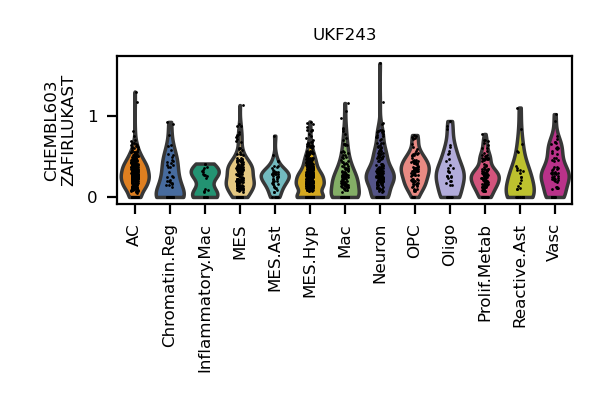 UKF243
CHEMBL603
ZAFIRLUKAST
1
0
AC
Chromatin.Reg
Inflammatory.Mac
MES
MES.Ast
MES.Hyp
Mac
Neuron
OPC
Oligo
Prolif.Metab
Reactive.Ast
Vasc